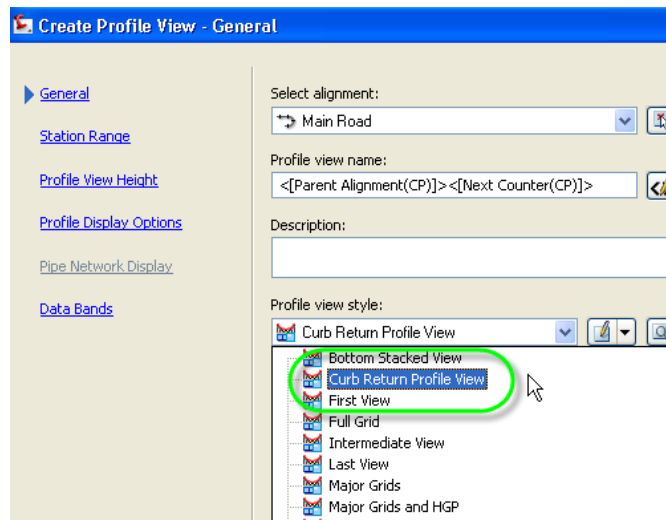 Create Profile View - General
General
Station Range
Profile View Height
Profile Display Options
Pipe Network Display
Data Bands
Select alignment:
Main Road
Profile view name:
<[Parent Alignment(CP)]><[Next Counter(CP)]>
Description:
Profile view style:
Curb Return Profile View
Bottom Stacked View
Curb Return Profile View
First View
Full Grid
Intermediate View
Last View
Major Grids
Major Grids and HGP